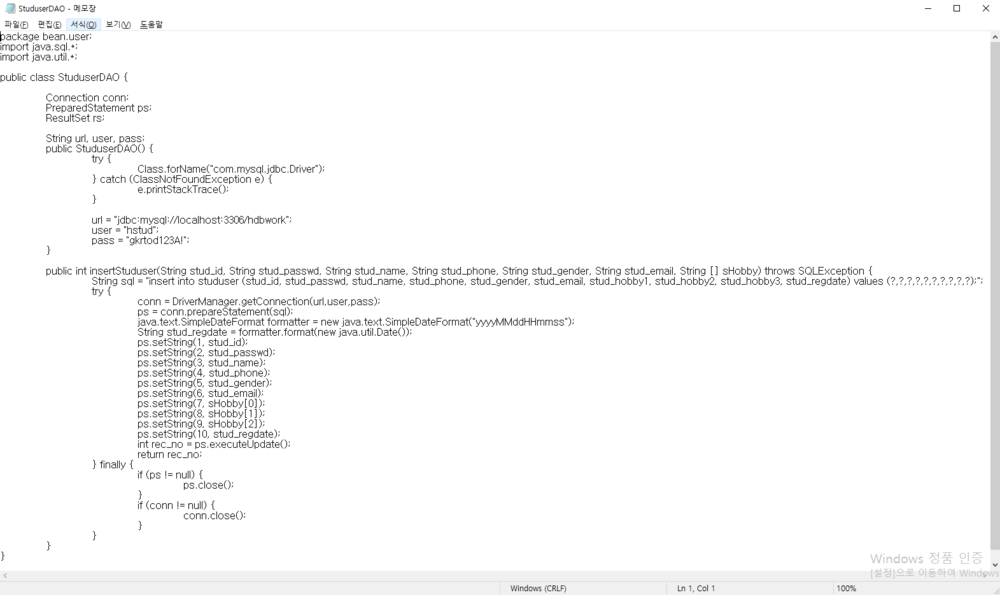 StuduserDAO - 메모장
파일(F) 편집(E) 서식(O) 보기(V) 도움말
package bean.user;
import java.sql.*;
import java.util.*;
public class StuduserDAO {
Connection conn;
PreparedStatement ps;
ResultSet rs;
String url, user, pass;
public StuduserDAO() {
try {
Class.forName("com.mysql.jdbc.Driver");
} catch (ClassNotFoundException e) {
e.printStackTrace();
}
url = "jdbc:mysql://localhost:3306/hdbwork";
user = "hstud";
pass = "gkrtod123A!";
}
public int insertStuduser(String stud_id, String stud_passwd, String stud_name, String stud_phone, String stud_gender, String stud_email, String [] sHobby) throws SQLException {
String sql = "insert into studuser (stud_id, stud_passwd, stud_name, stud_phone, stud_gender, stud_email, stud_hobby1, stud_hobby2, stud_hobby3, stud_regdate) values (?,?,?,?,?,?,?,?,?,?);";
try {
conn = DriverManager.getConnection(url,user,pass);
ps = conn.prepareStatement(sql);
java.text.SimpleDateFormat formatter = new java.text.SimpleDateFormat("yyyyMMddHHmmss");
String stud_regdate = formatter.format(new java.util.Date());
ps.setString(1, stud_id);
ps.setString(2, stud_passwd);
ps.setString(3, stud_name);
ps.setString(4, stud_phone);
ps.setString(5, stud_gender);
ps.setString(6, stud_email);
ps.setString(7, sHobby[0]);
ps.setString(8, sHobby[1]);
ps.setString(9, sHobby[2]);
ps.setString(10, stud_regdate);
int rec_no = ps.executeUpdate();
return rec_no;
} finally {
if (ps != null) {
ps.close();
}
if (conn != null) {
conn.close();
}
}
}
}
Windows 정품 인증
[설정]으로 이동하여 Windows
Windows (CRLF) Ln 1, Col 1 100%